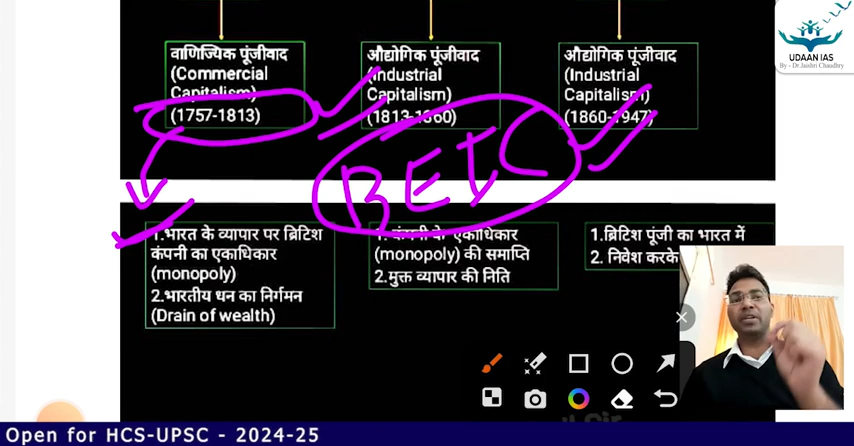 UDAAN IAS
By - Dr.Jaishri Chaudhry
वाणिज्यिक पूंजीवाद
(Commercial
Capitalism)
(1757-1813)
औद्योगिक पूंजीवाद
(Industrial
Capitalism)
(1813-1860)
औद्योगिक पूंजीवाद
(Industrial
Capitalism)
(1860-1947)
BEIC
1.भारत के व्यापार पर ब्रिटिश
कंपनी का एकाधिकार
(monopoly)
2.भारतीय धन का निर्गमन
(Drain of wealth)
1. कंपनी के एकाधिकार
(monopoly) की समाप्ति
2.मुक्त व्यापार की निति
1.ब्रिटिश पूंजी का भारत में
2. निवेश करके
Open for HCS-UPSC - 2024-25